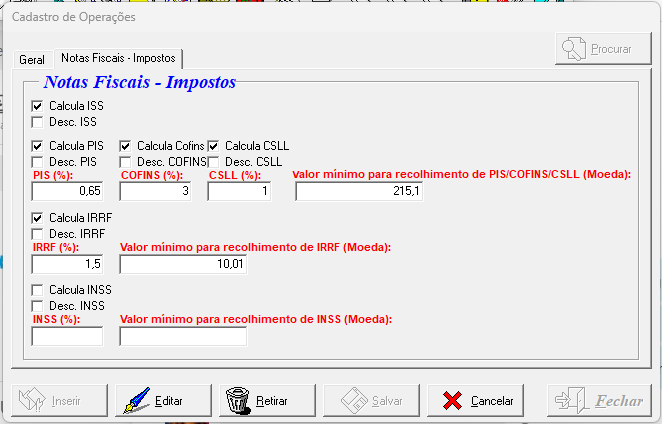 Cadastro de Operações
Procurar
Geral Notas Fiscais - Impostos
Notas Fiscais - Impostos
Calcula ISS
Desc. ISS
Calcula PIS Calcula Cofins Calcula CSLL
Desc. PIS Desc. COFINS Desc. CSLL
PIS (%): COFINS (%): CSLL (%): Valor mínimo para recolhimento de PIS/COFINS/CSLL (Moeda):
0,65 3 1 215,1
Calcula IRRF
Desc. IRRF
IRRF (%): Valor mínimo para recolhimento de IRRF (Moeda):
1,5 10,01
Calcula INSS
Desc. INSS
INSS (%): Valor mínimo para recolhimento de INSS (Moeda):
Inserir Editar Retirar Salvar Cancelar Fechar